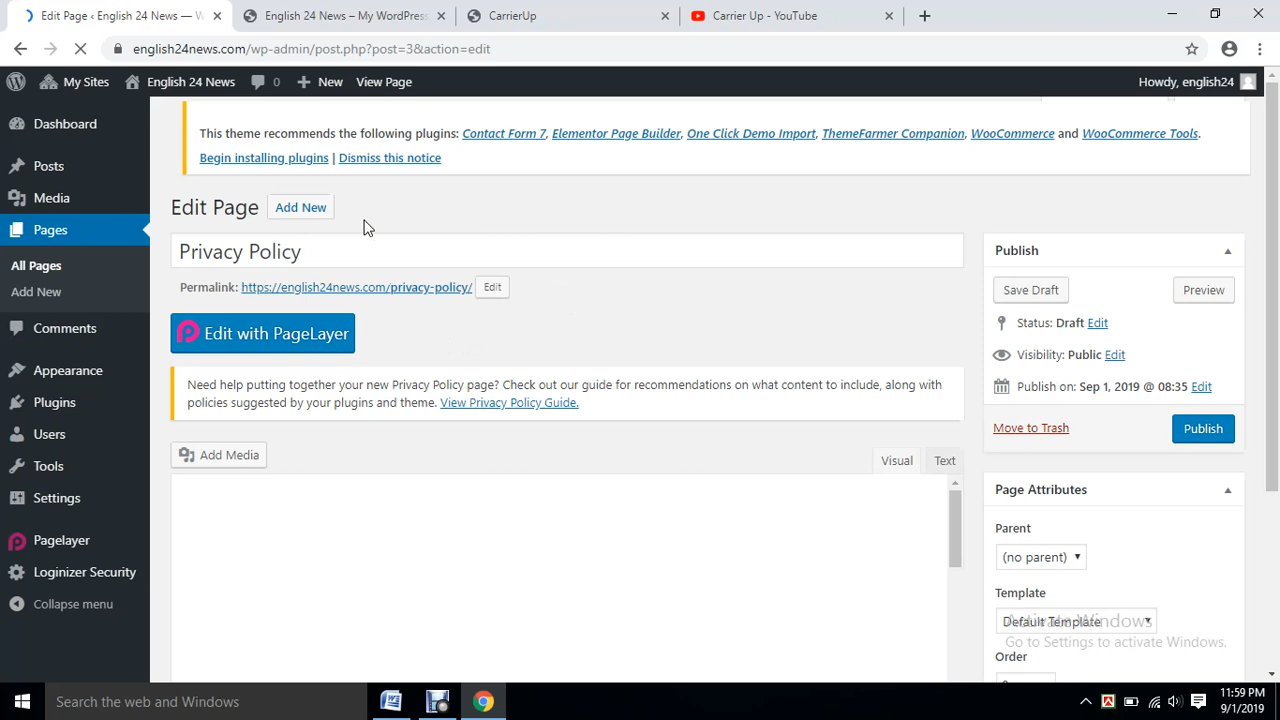 Edit Page ‹ English 24 News — W
English 24 News – My WordPress
CarrierUp
Carrier Up - YouTube
english24news.com/wp-admin/post.php?post=3&action=edit
My Sites
English 24 News
0
New
View Page
Howdy, english24
Dashboard
Posts
Media
Pages
All Pages
Add New
Comments
Appearance
Plugins
Users
Tools
Settings
Pagelayer
Loginizer Security
Collapse menu
This theme recommends the following plugins: Contact Form 7, Elementor Page Builder, One Click Demo Import, ThemeFarmer Companion, WooCommerce and WooCommerce Tools.
Begin installing plugins | Dismiss this notice
Edit Page
Add New
Privacy Policy
Permalink: https://english24news.com/privacy-policy/ Edit
Edit with PageLayer
Need help putting together your new Privacy Policy page? Check out our guide for recommendations on what content to include, along with
policies suggested by your plugins and theme. View Privacy Policy Guide.
Add Media
Visual
Text
Publish
Save Draft
Preview
Status: Draft Edit
Visibility: Public Edit
Publish on: Sep 1, 2019 @ 08:35 Edit
Move to Trash
Publish
Page Attributes
Parent
(no parent)
Template
Default Template
Activate Windows
Go to Settings to activate Windows.
Order
Search the web and Windows
11:59 PM
9/1/2019